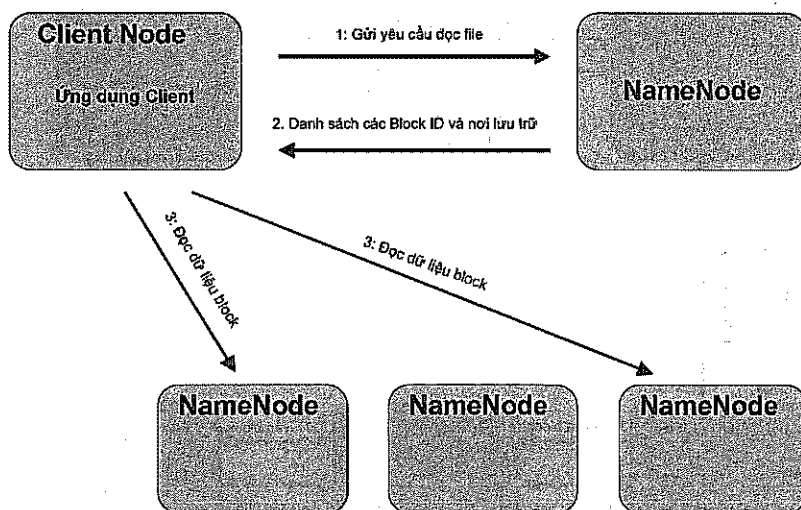 Client Node
Ứng dụng Client
1: Gửi yêu cầu đọc file
NameNode
2. Danh sách các Block ID và nơi lưu trữ
3: Đọc dữ liệu block
3: Đọc dữ liệu block
NameNode
NameNode
NameNode